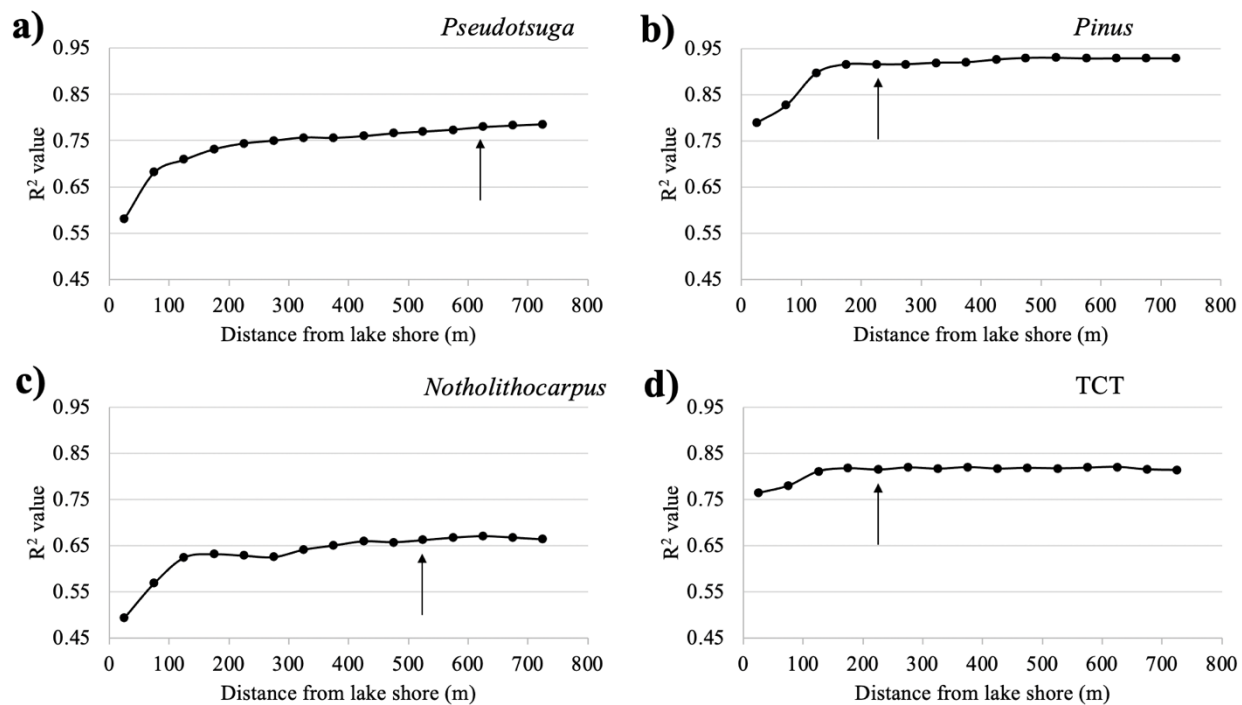 a)
Pseudotsuga
0.95
0.85
0.75
0.65
0.55
0.45
R² value
0 100 200 300 400 500 600 700 800
Distance from lake shore (m)
b)
Pinus
0.95
0.85
0.75
0.65
0.55
0.45
R² value
0 100 200 300 400 500 600 700 800
Distance from lake shore (m)
c)
Notholithocarpus
0.95
0.85
0.75
0.65
0.55
0.45
R² value
0 100 200 300 400 500 600 700 800
Distance from lake shore (m)
d)
TCT
0.95
0.85
0.75
0.65
0.55
0.45
R² value
0 100 200 300 400 500 600 700 800
Distance from lake shore (m)